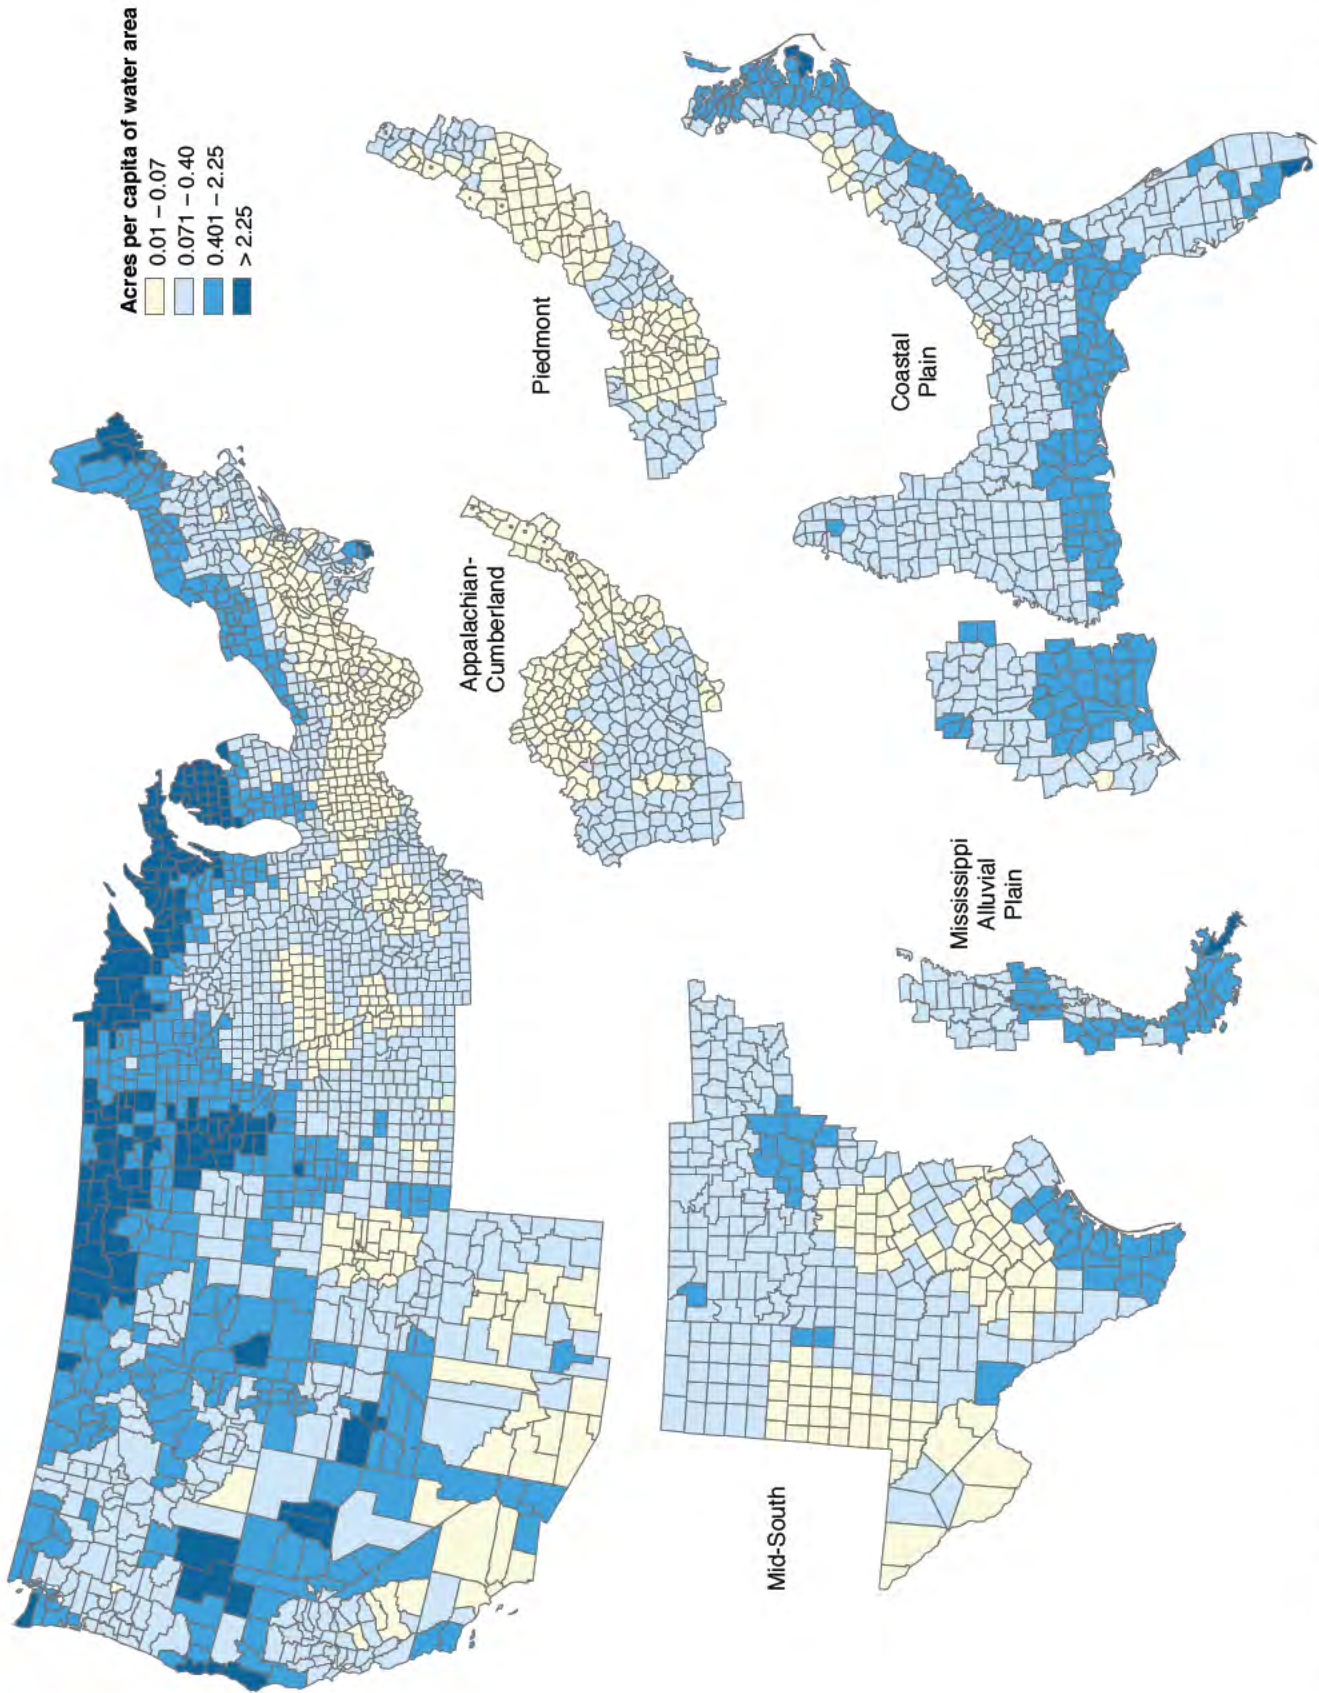 Acres per capita of water area
0.01 – 0.07
0.071 – 0.40
0.401 – 2.25
> 2.25
Piedmont
Appalachian-
Cumberland
Coastal
Plain
Mississippi
Alluvial
Plain
Mid-South